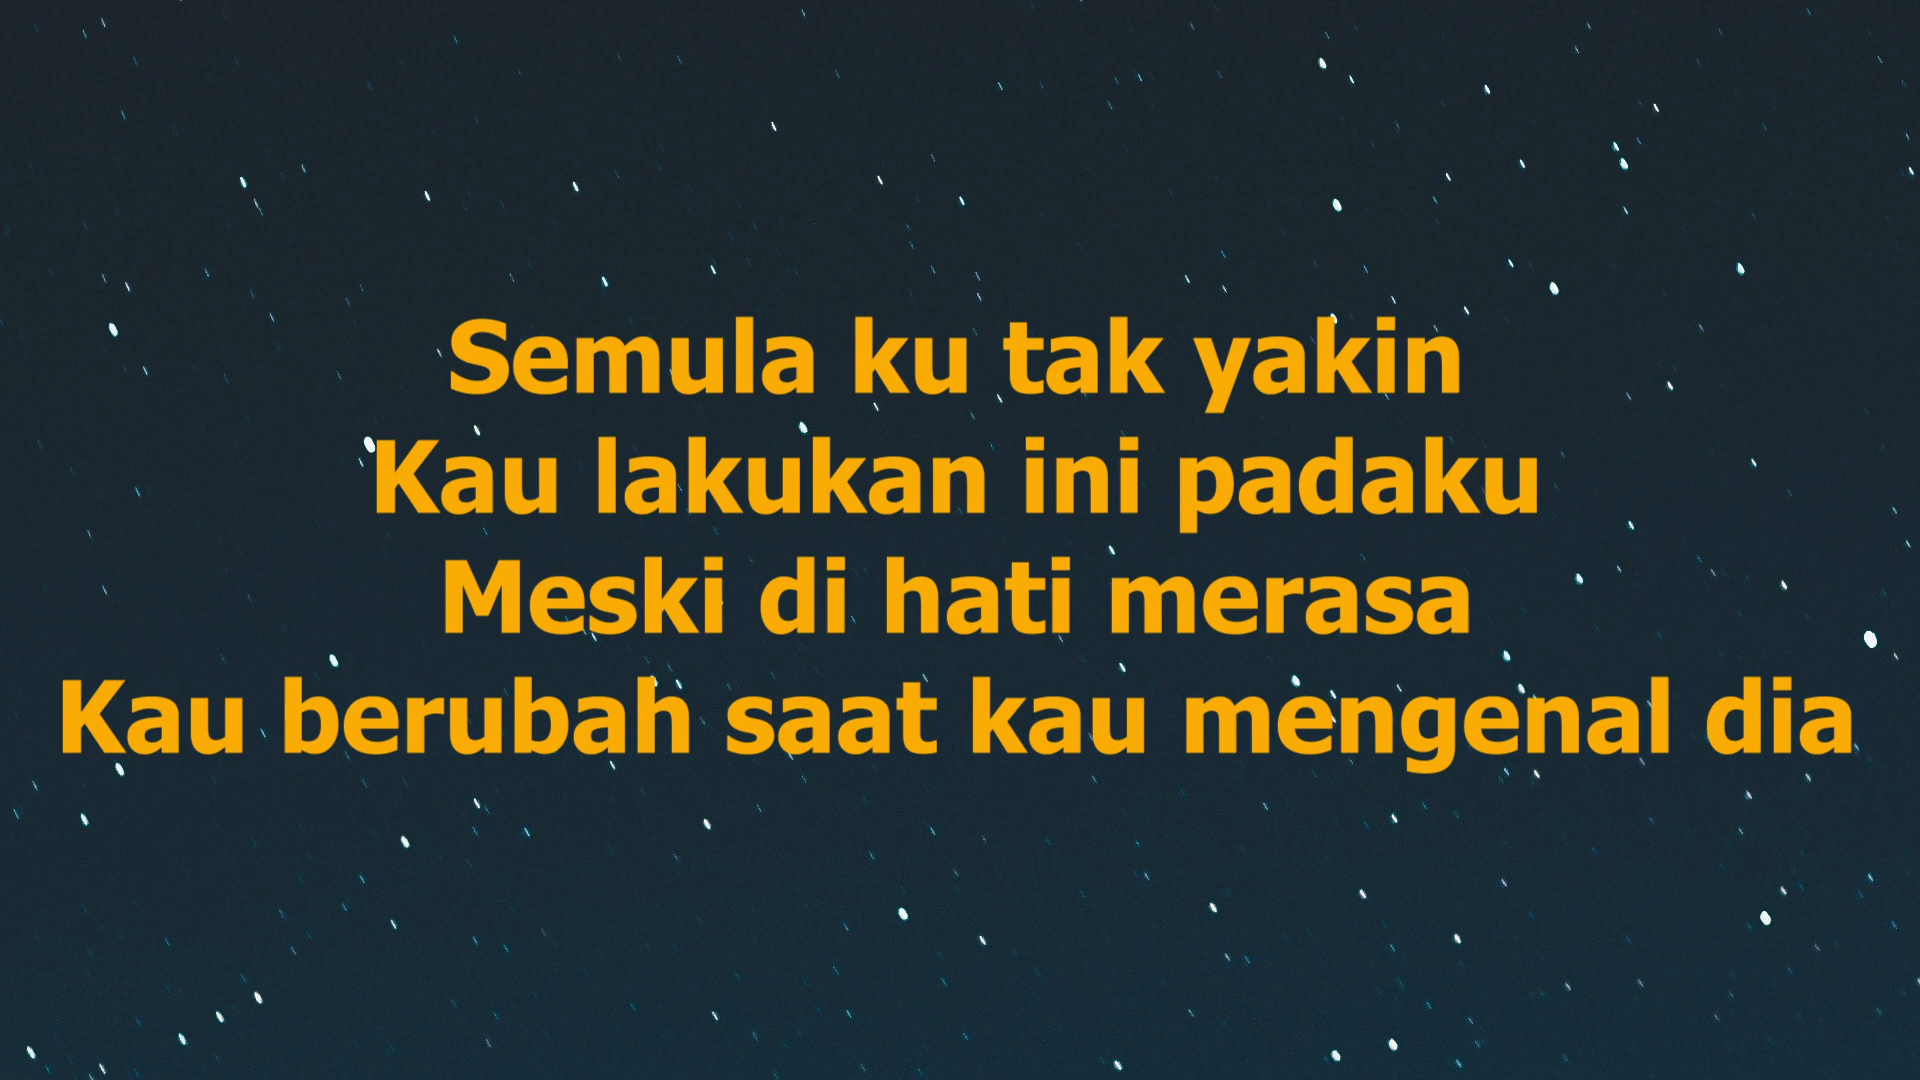 Semula ku tak yakin
Kau lakukan ini padaku
Meski di hati merasa
Kau berubah saat kau mengenal dia